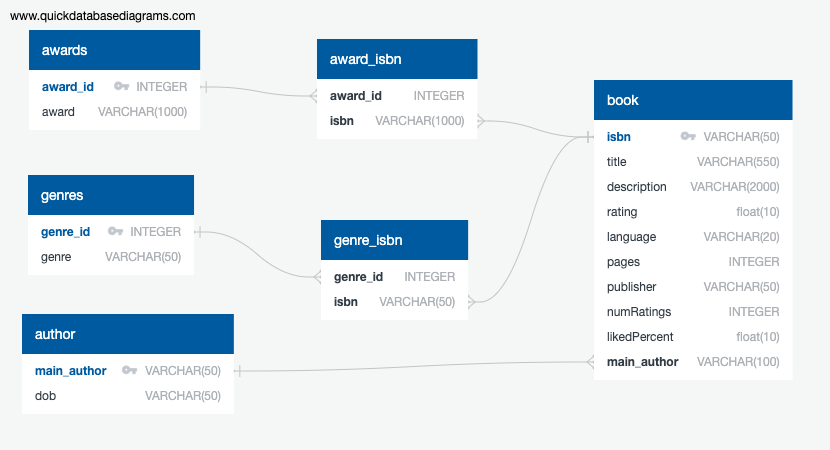 www.quickdatabasediagrams.com
awards
award_id INTEGER
award VARCHAR(1000)
genres
genre_id INTEGER
genre VARCHAR(50)
author
main_author VARCHAR(50)
dob VARCHAR(50)
award_isbn
award_id INTEGER
isbn VARCHAR(1000)
genre_isbn
genre_id INTEGER
isbn VARCHAR(50)
book
isbn VARCHAR(50)
title VARCHAR(550)
description VARCHAR(2000)
rating float(10)
language VARCHAR(20)
pages INTEGER
publisher VARCHAR(50)
numRatings INTEGER
likedPercent float(10)
main_author VARCHAR(100)